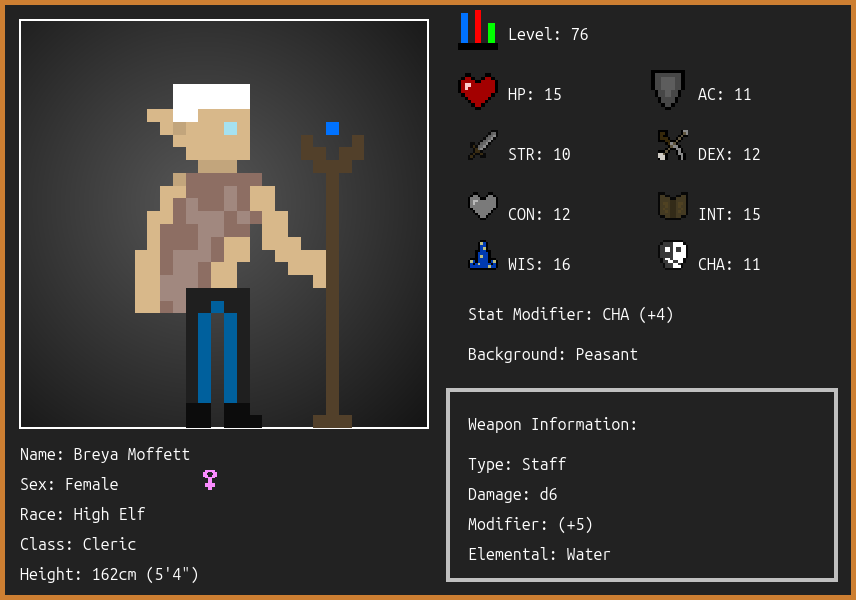 Level: 76
HP: 15
AC: 11
STR: 10
DEX: 12
CON: 12
INT: 15
WIS: 16
CHA: 11
Stat Modifier: CHA (+4)
Background: Peasant
Weapon Information:
Type: Staff
Damage: d6
Modifier: (+5)
Elemental: Water
Name: Breya Moffett
Sex: Female
Race: High Elf
Class: Cleric
Height: 162cm (5'4")